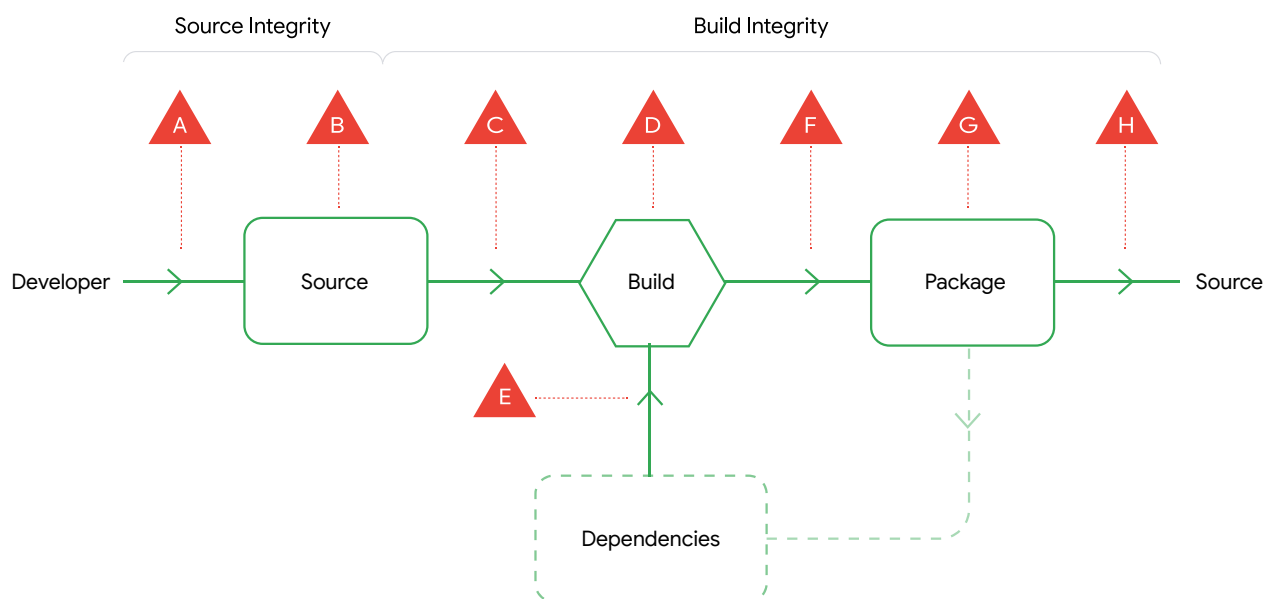 Source Integrity
Build Integrity
A
B
C
D
F
G
H
Developer
Source
Build
Package
Source
E
Dependencies